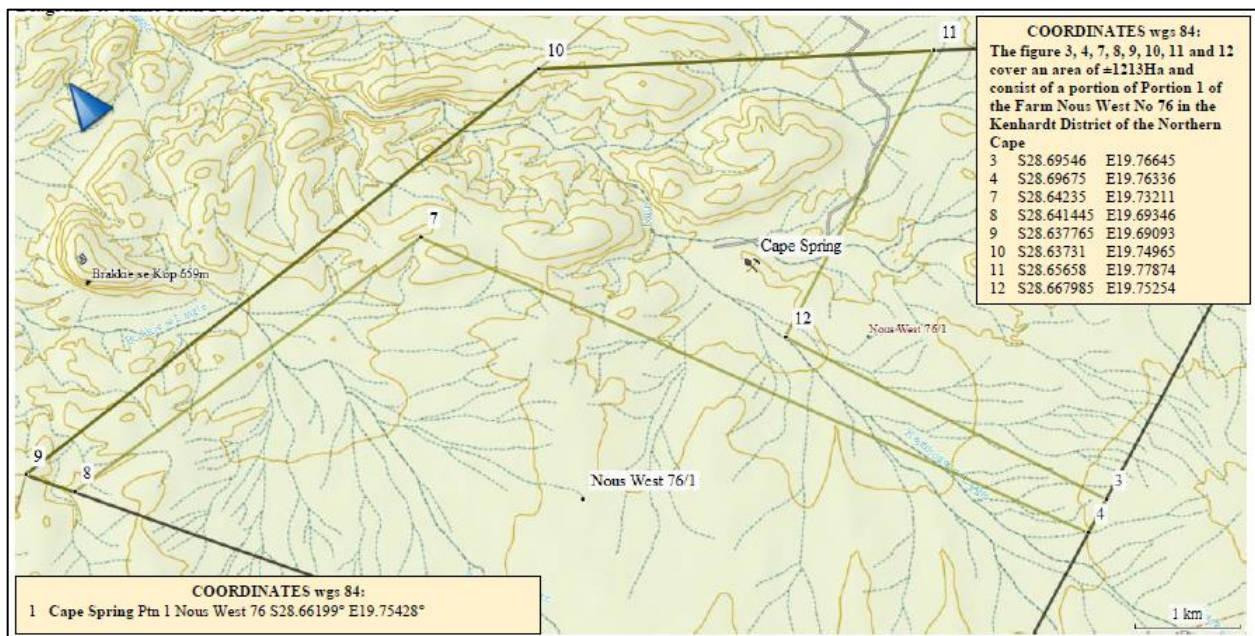 10
11
COORDINATES wgs 84:
The figure 3, 4, 7, 8, 9, 10, 11 and 12
cover an area of ±1213Ha and
consist of a portion of Portion 1 of
the Farm Nous West No 76 in the
Kenhardt District of the Northern
Cape
3 S28.69546 E19.76645
4 S28.69675 E19.76336
7 S28.64235 E19.73211
8 S28.641445 E19.69346
9 S28.637765 E19.69093
10 S28.63731 E19.74965
11 S28.65658 E19.77874
12 S28.667985 E19.75254
7
Cape Spring
Brakkie se Kop 659m
12
Nous West 76/1
9
8
Nous West 76/1
3
4
COORDINATES wgs 84:
1 Cape Spring Ptn 1 Nous West 76 S28.66199° E19.75428°
1 km